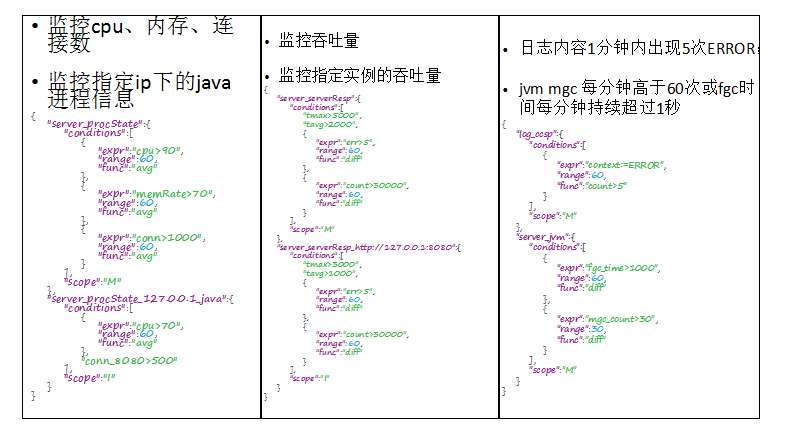 • 监控cpu、内存、连
接数
• 监控指定ip下的java
进程信息
{
"server_procState":{
"conditions":[
{
"expr":"cpu>90",
"range":60,
"func":"avg"
},
{
"expr":"memRate>70",
"range":60,
"func":"avg"
},
{
"expr":"conn>1000",
"range":60,
"func":"avg"
}
],
"scope":"M"
},
"server_procState_127.0.0.1_java":{
"conditions":[
{
"expr":"cpu>70",
"range":60,
"func":"avg"
},
"conn_8080>500"
],
"scope":"I"
}
}
• 监控吞吐量
• 监控指定实例的吞吐量
{
"server_serverResp":{
"conditions":[
"tmax>5000",
"tavg>2000",
{
"expr":"err>5",
"range":60,
"func":"diff"
},
{
"expr":"count>30000",
"range":60,
"func":"diff"
}
],
"scope":"M"
},
"server_serverResp_http://127.0.0.1:8080":{
"conditions":[
"tmax>3000",
"tavg>1000",
{
"expr":"err>5",
"range":60,
"func":"diff"
},
{
"expr":"count>30000",
"range":60,
"func":"diff"
}
],
"scope":"I"
}
}
• 日志内容1分钟内出现5次ERROR;
• jvm mgc 每分钟高于60次或fgc时
间每分钟持续超过1秒
{
"log_ccsp":{
"conditions":[
{
"expr":"context:=ERROR",
"range":60,
"func":"count>5"
}
],
"scope":"M"
},
"server_jvm":{
"conditions":[
{
"expr":"fgc_time>1000",
"range":60,
"func":"diff"
},
{
"expr":"mgc_count>30",
"range":30,
"func":"diff"
}
],
"scope":"M"
}
}